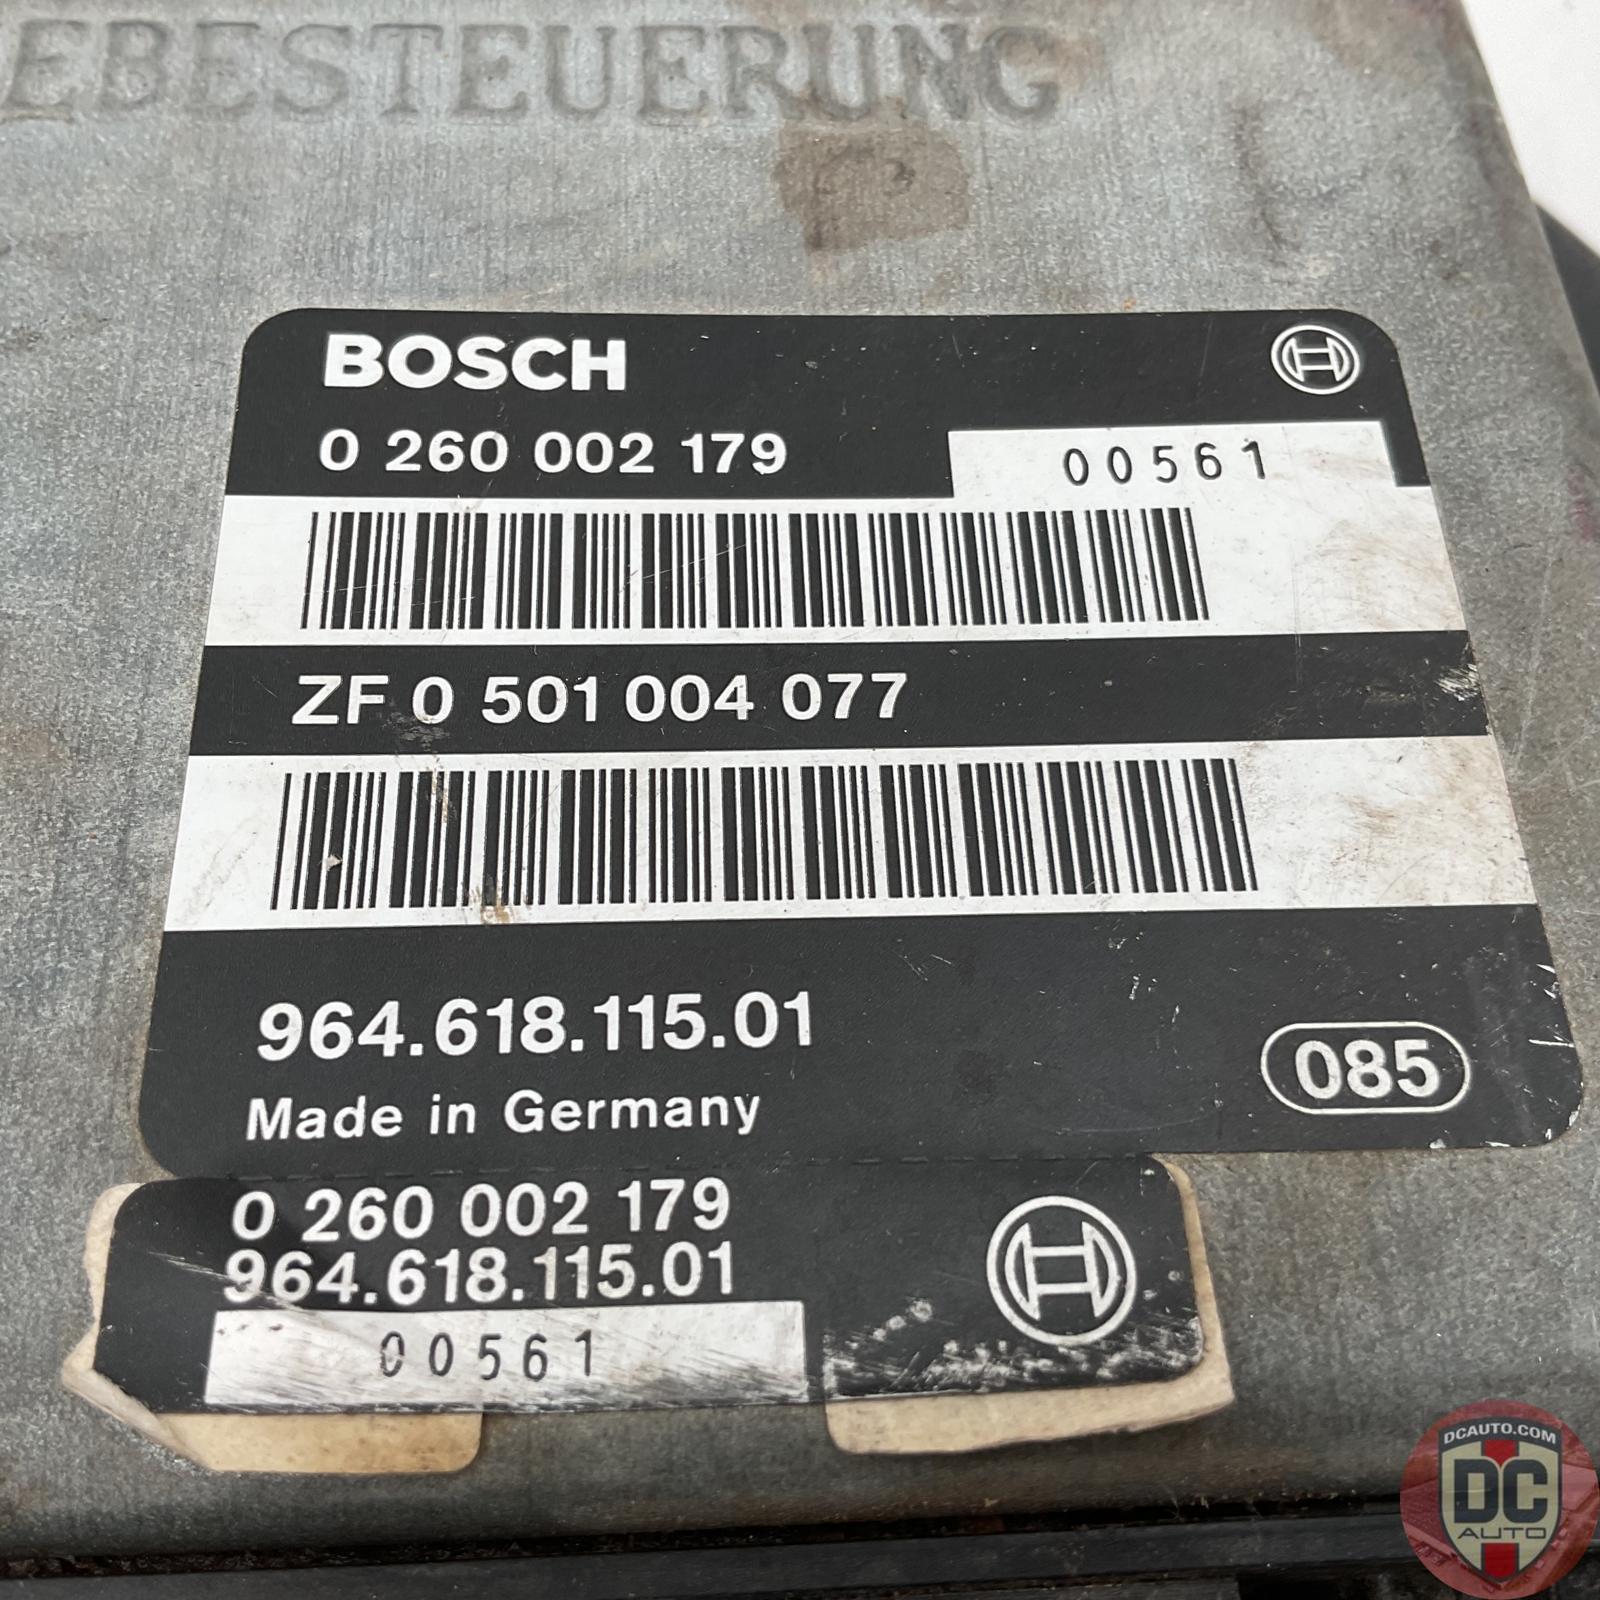 EBESTEUERUNG
BOSCH
0 260 002 179
00561
ZF 0 501 004 077
964.618.115.01
Made in Germany
085
0 260 002 179
964.618.115.01
00561
DCAUTO.COM
DC
AUTO